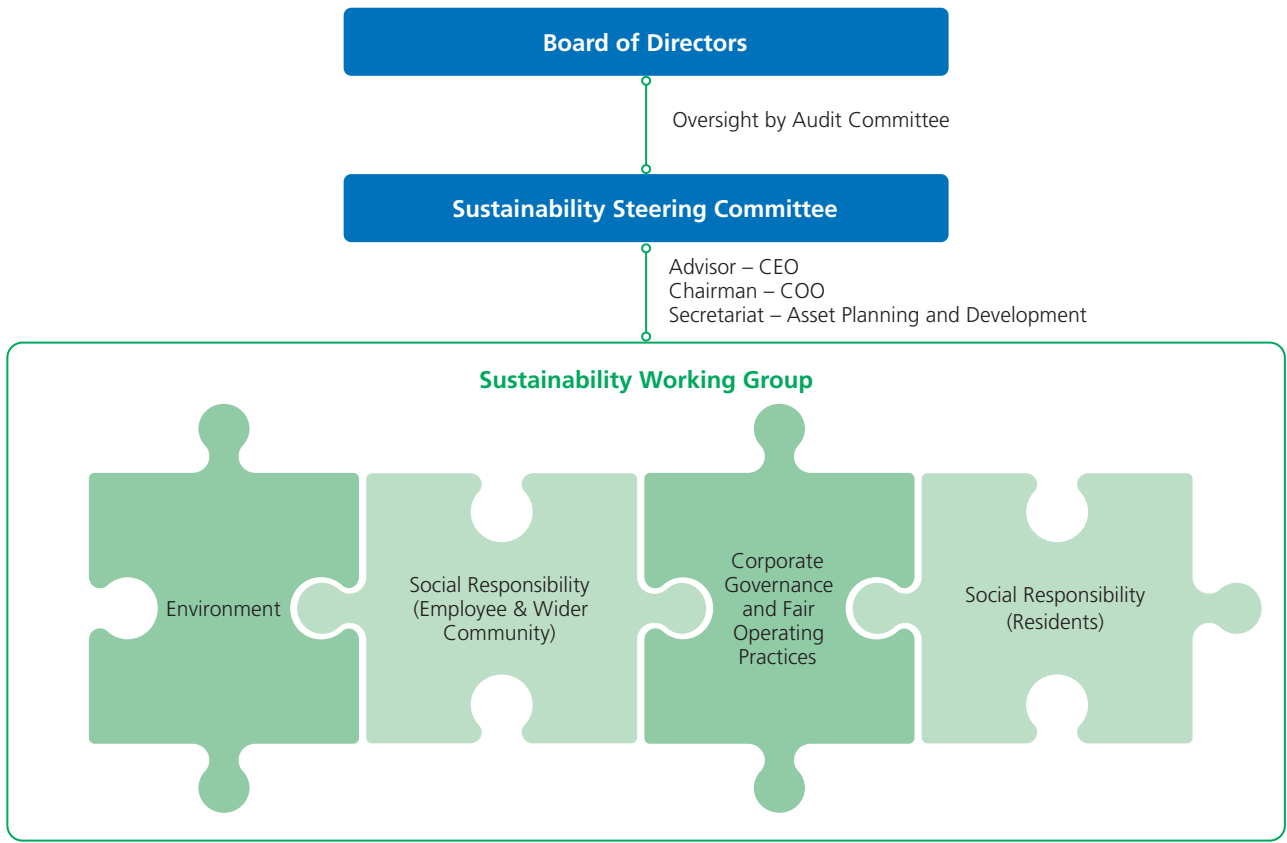 Board of Directors
Oversight by Audit Committee
Sustainability Steering Committee
Advisor – CEO
Chairman – COO
Secretariat – Asset Planning and Development
Sustainability Working Group
Environment
Social Responsibility
(Employee & Wider
Community)
Corporate
Governance
and Fair
Operating
Practices
Social Responsibility
(Residents)